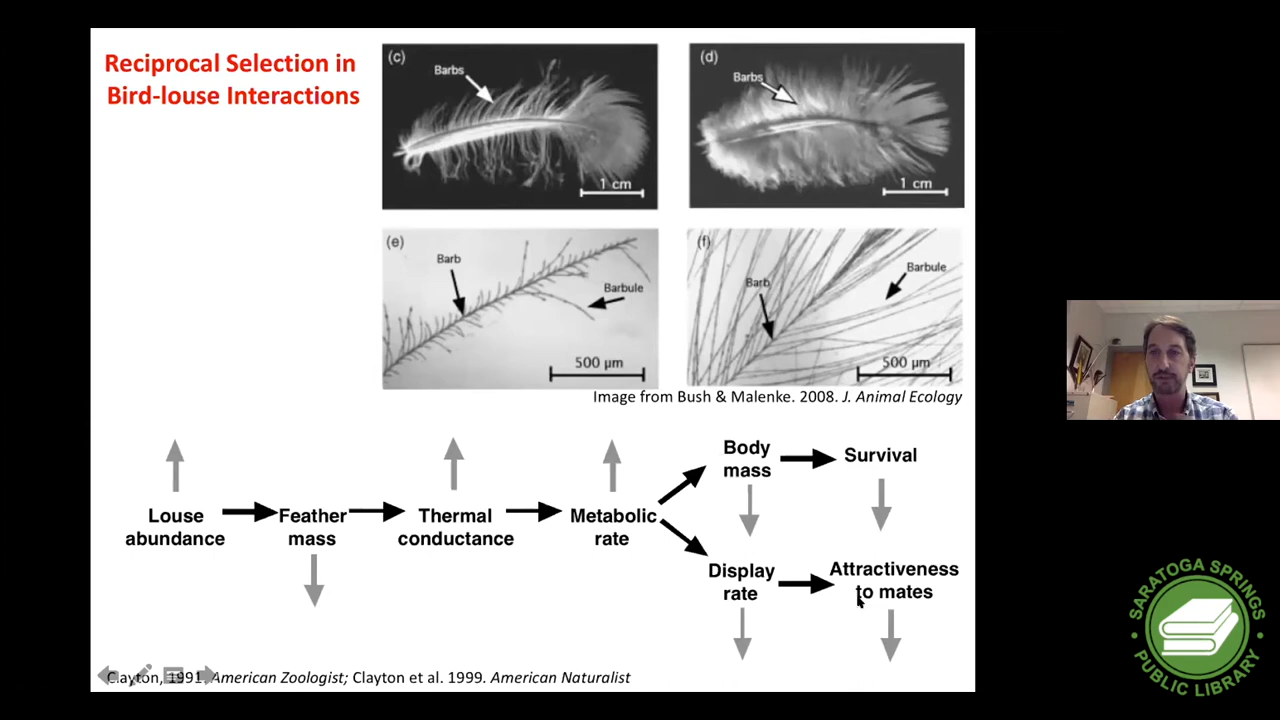 Reciprocal Selection in
Bird-louse Interactions
(c)
Barbs
1 cm
(d)
Barbs
1 cm
(e)
Barb
Barbule
500 µm
(f)
Barb
Barbule
500 µm
Image from Bush & Malenke. 2008. J. Animal Ecology
Louse
abundance
Feather
mass
Thermal
conductance
Metabolic
rate
Body
mass
Survival
Display
rate
Attractiveness
to mates
Clayton, 1991. American Zoologist; Clayton et al. 1999. American Naturalist
SARATOGA SPRINGS
PUBLIC LIBRARY